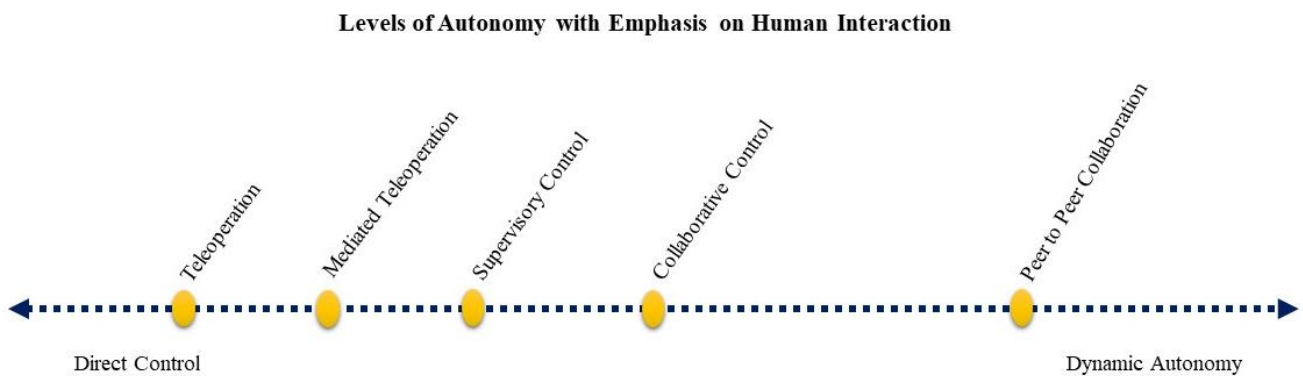 Levels of Autonomy with Emphasis on Human Interaction
Teleoperation
Mediated Teleoperation
Supervisory Control
Collaborative Control
Peer to Peer Collaboration
Direct Control
Dynamic Autonomy